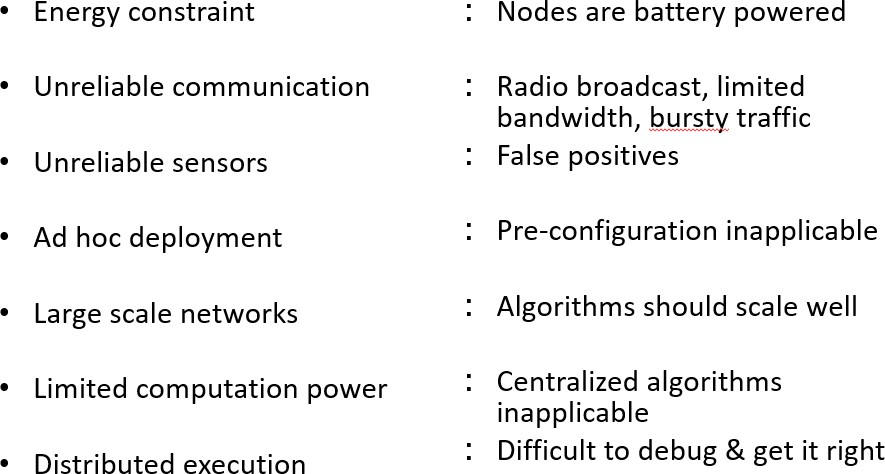 • Energy constraint : Nodes are battery powered
• Unreliable communication : Radio broadcast, limited
bandwidth, bursty traffic
• Unreliable sensors : False positives
• Ad hoc deployment : Pre-configuration inapplicable
• Large scale networks : Algorithms should scale well
• Limited computation power : Centralized algorithms
inapplicable
• Distributed execution : Difficult to debug & get it right